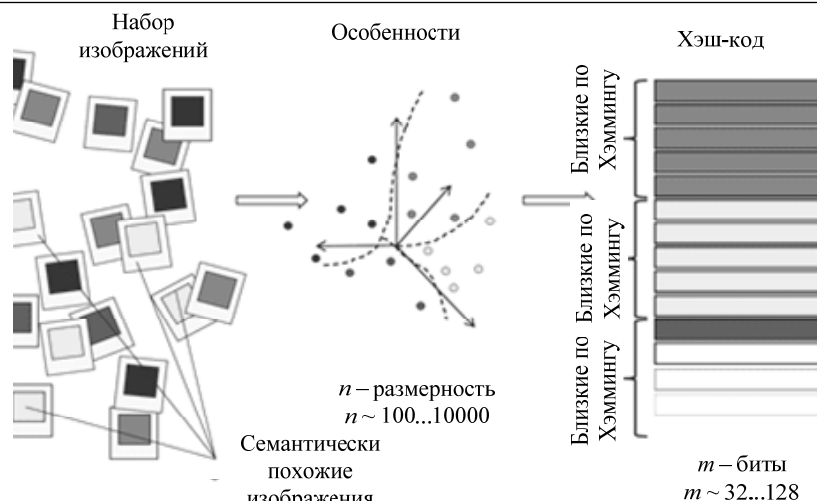 Набор
изображений
Особенности
Хэш-код
Близкие по
Хэммингу
Близкие по
Хэммингу
Близкие по
Хэммингу
n – размерность
n ~ 100...10000
Семантически
похожие
изображения
m – биты
m ~ 32...128